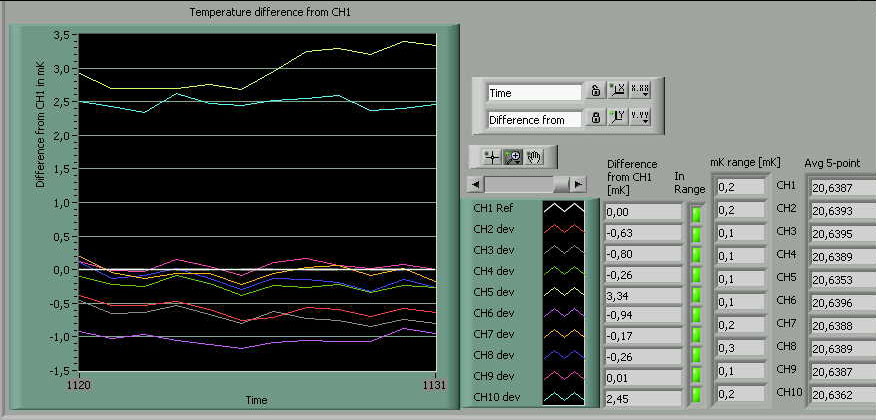 Temperature difference from CH1
3,5
3,0
2,5
2,0
1,5
1,0
0,5
0,0
-0,5
-1,0
-1,5
Difference from CH1 in mK
1120
1131
Time
Time
X.XX
Difference from
Y.YY
Difference from CH1 [mK]
In Range
mK range [mK]
Avg 5-point
CH1 Ref
0,00
0,2
CH1
20,6387
CH2 dev
-0,63
0,2
CH2
20,6393
CH3 dev
-0,80
0,1
CH3
20,6395
CH4 dev
-0,26
0,1
CH4
20,6389
CH5 dev
3,34
0,1
CH5
20,6353
CH6 dev
-0,94
0,1
CH6
20,6396
CH7 dev
-0,17
0,2
CH7
20,6388
CH8 dev
-0,26
0,3
CH8
20,6389
CH9 dev
0,01
0,1
CH9
20,6387
CH10 dev
2,45
0,2
CH10
20,6362